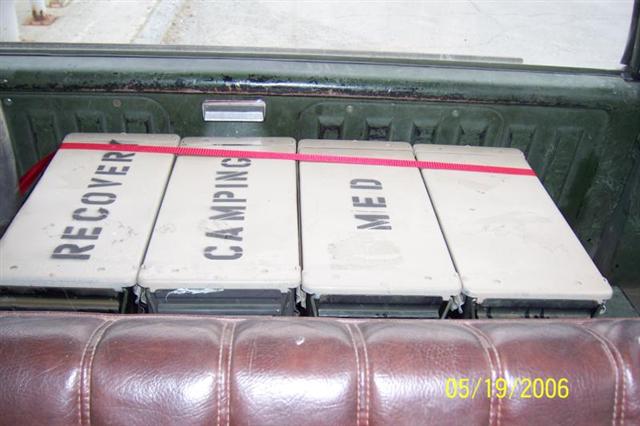 RECOVERY
CAMPING
MED
05/19/2006